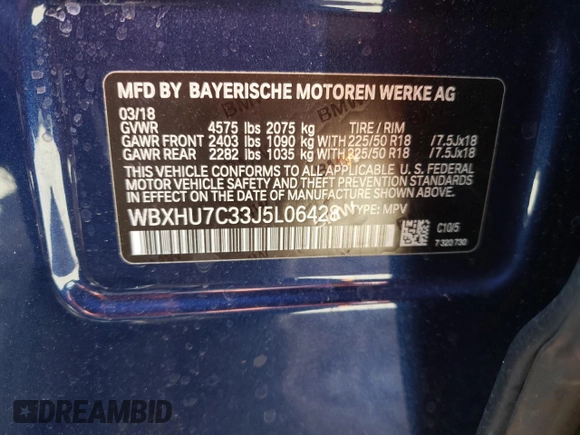 MFD BY BAYERISCHE MOTOREN WERKE AG
03/18
GVWR 4575 lbs 2075 kg TIRE / RIM
GAWR FRONT 2403 lbs 1090 kg WITH 225/50 R18 /7.5Jx18
GAWR REAR 2282 lbs 1035 kg WITH 225/50 R18 /7.5Jx18
THIS VEHICLE CONFORMS TO ALL APPLICABLE U. S. FEDERAL
MOTOR VEHICLE SAFETY BUMPER AND THEFT PREVENTION STANDARDS
IN EFFECT ON THE DATE OF MANUFACTURE SHOWN ABOVE
WBXHU7C33J5L06428 TYPE: MPV
C10/5
7 320 730
DREAMBID